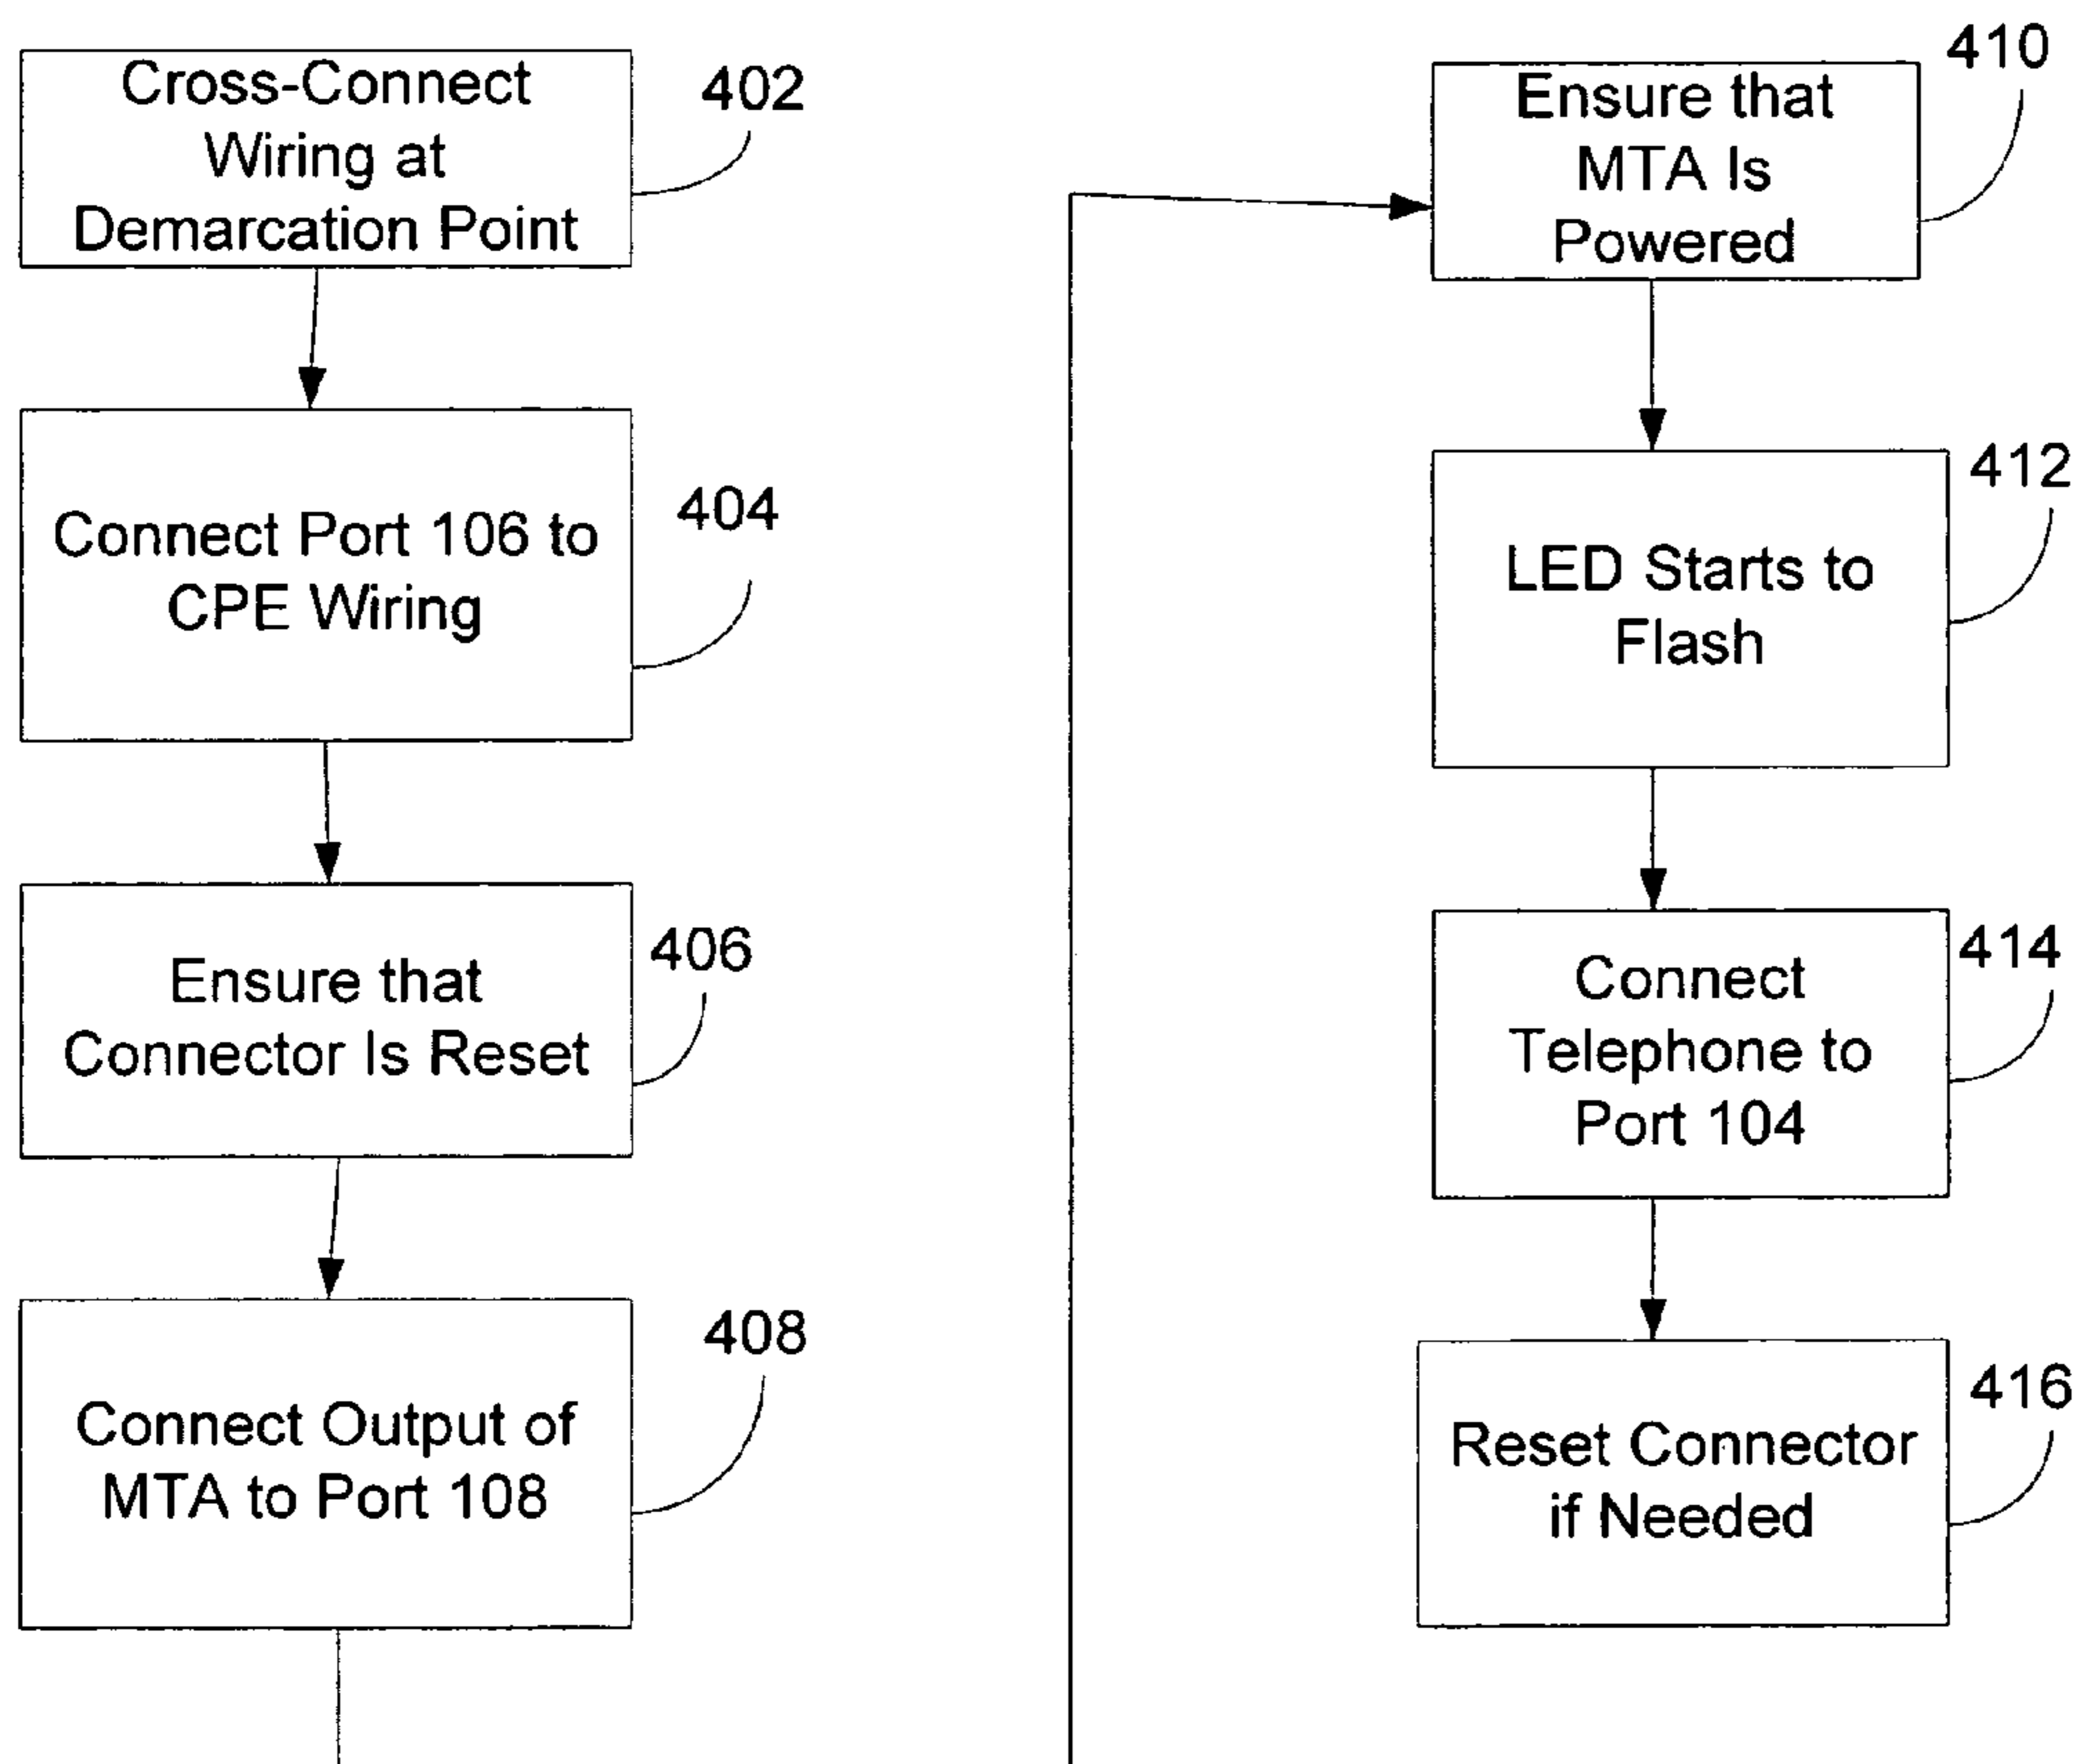 Cross-Connect
Wiring at
Demarcation Point
402
Connect Port 106 to
CPE Wiring
404
Ensure that
Connector Is Reset
406
Connect Output of
MTA to Port 108
408
Ensure that
MTA Is
Powered
410
LED Starts to
Flash
412
Connect
Telephone to
Port 104
414
Reset Connector
if Needed
416